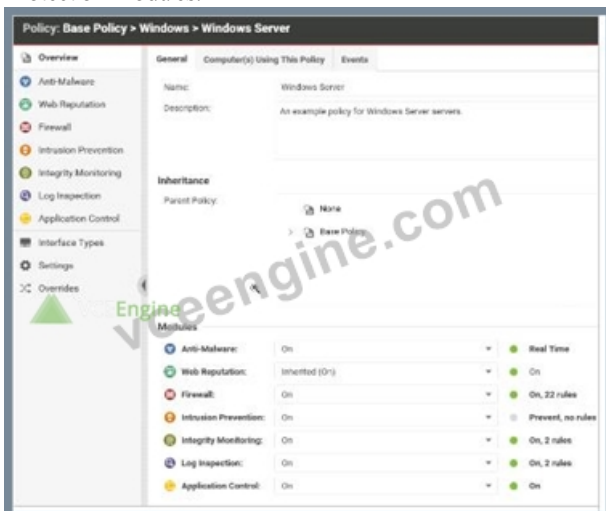 Protection Modules.
Policy: Base Policy > Windows > Windows Server
Overview
Anti-Malware
Web Reputation
Firewall
Intrusion Prevention
Integrity Monitoring
Log Inspection
Application Control
Interface Types
Settings
Overrides
General Computer(s) Using This Policy Events
Name: Windows Server
Description: An example policy for Windows Server servers.
Inheritance
Parent Policy:
None
Base Policy
Modules
Anti-Malware: On Real Time
Web Reputation: Inherited (On) On
Firewall: On On, 22 rules
Intrusion Prevention: On Prevent, no rules
Integrity Monitoring: On On, 2 rules
Log Inspection: On On, 2 rules
Application Control: On On
Engine
vceengine.com